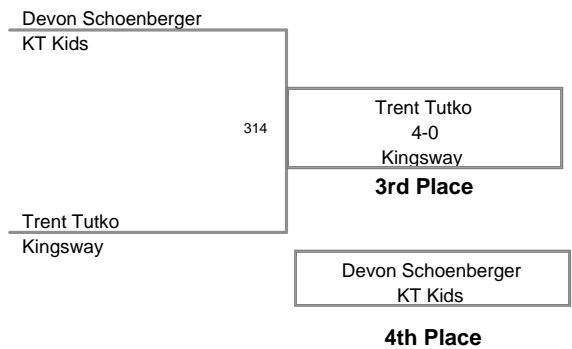 Devon Schoenberger
KT Kids
314
Trent Tutko
4-0
Kingsway
3rd Place
Trent Tutko
Kingsway
Devon Schoenberger
KT Kids
4th Place